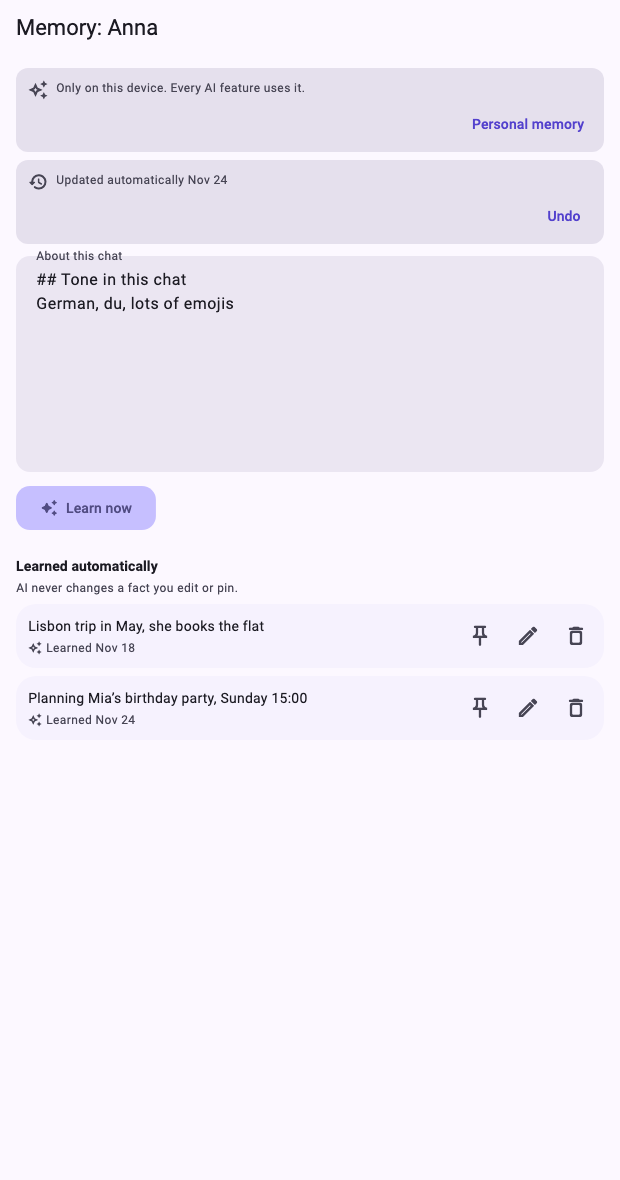 Memory: Anna
Only on this device. Every AI feature uses it.
Personal memory
Updated automatically Nov 24
Undo
About this chat
## Tone in this chat
German, du, lots of emojis
Learn now
Learned automatically
AI never changes a fact you edit or pin.
Lisbon trip in May, she books the flat
Learned Nov 18
Planning Mia’s birthday party, Sunday 15:00
Learned Nov 24